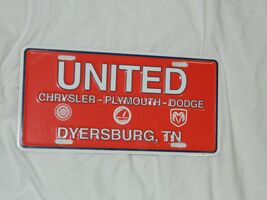 UNITED
CHRYSLER - PLYMOUTH - DODGE
DYERSBURG, TN